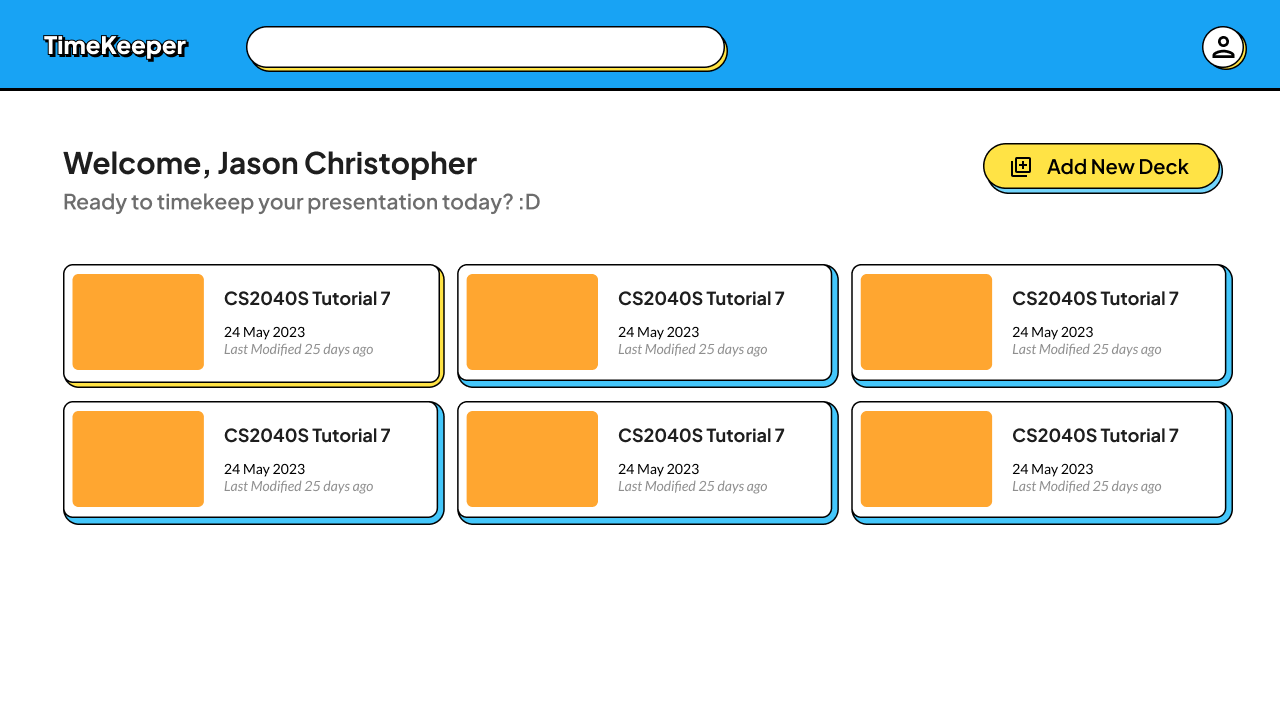 TimeKeeper
Welcome, Jason Christopher
Add New Deck
Ready to timekeep your presentation today? :D
CS2040S Tutorial 7
24 May 2023
Last Modified 25 days ago
CS2040S Tutorial 7
24 May 2023
Last Modified 25 days ago
CS2040S Tutorial 7
24 May 2023
Last Modified 25 days ago
CS2040S Tutorial 7
24 May 2023
Last Modified 25 days ago
CS2040S Tutorial 7
24 May 2023
Last Modified 25 days ago
CS2040S Tutorial 7
24 May 2023
Last Modified 25 days ago